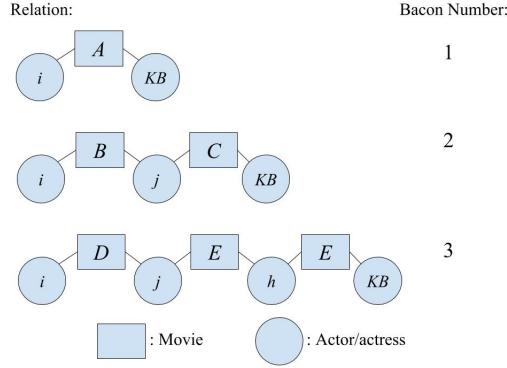 Relation: Bacon Number:
A
i KB 1
B C
i j KB 2
D E E
i j h KB 3
: Movie : Actor/actress